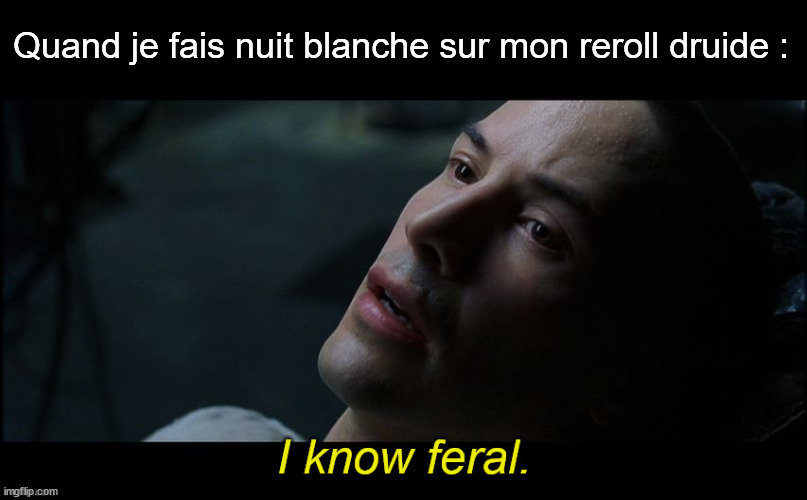 Quand je fais nuit blanche sur mon reroll druide :
I know feral.
imgflip.com